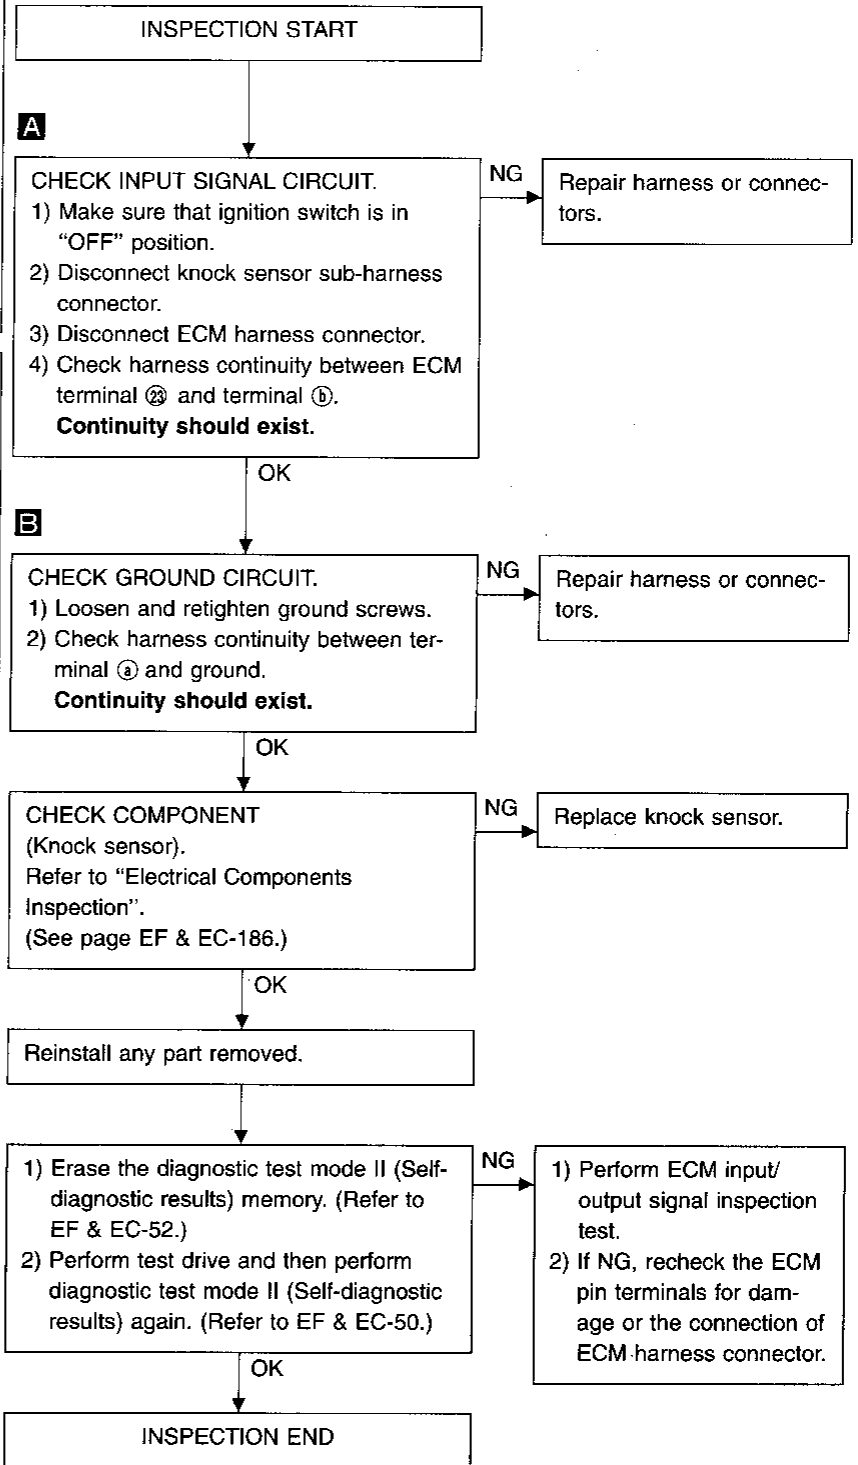 INSPECTION START
A
CHECK INPUT SIGNAL CIRCUIT.
1) Make sure that ignition switch is in
“OFF” position.
2) Disconnect knock sensor sub-harness
connector.
3) Disconnect ECM harness connector.
4) Check harness continuity between ECM
terminal ㉓ and terminal ⓑ.
Continuity should exist.
NG
Repair harness or connec-
tors.
OK
B
CHECK GROUND CIRCUIT.
1) Loosen and retighten ground screws.
2) Check harness continuity between ter-
minal ⓐ and ground.
Continuity should exist.
NG
Repair harness or connec-
tors.
OK
CHECK COMPONENT
(Knock sensor).
Refer to “Electrical Components
Inspection”.
(See page EF & EC-186.)
NG
Replace knock sensor.
OK
Reinstall any part removed.
1) Erase the diagnostic test mode II (Self-
diagnostic results) memory. (Refer to
EF & EC-52.)
2) Perform test drive and then perform
diagnostic test mode II (Self-diagnostic
results) again. (Refer to EF & EC-50.)
NG
1) Perform ECM input/
output signal inspection
test.
2) If NG, recheck the ECM
pin terminals for dam-
age or the connection of
ECM harness connector.
OK
INSPECTION END